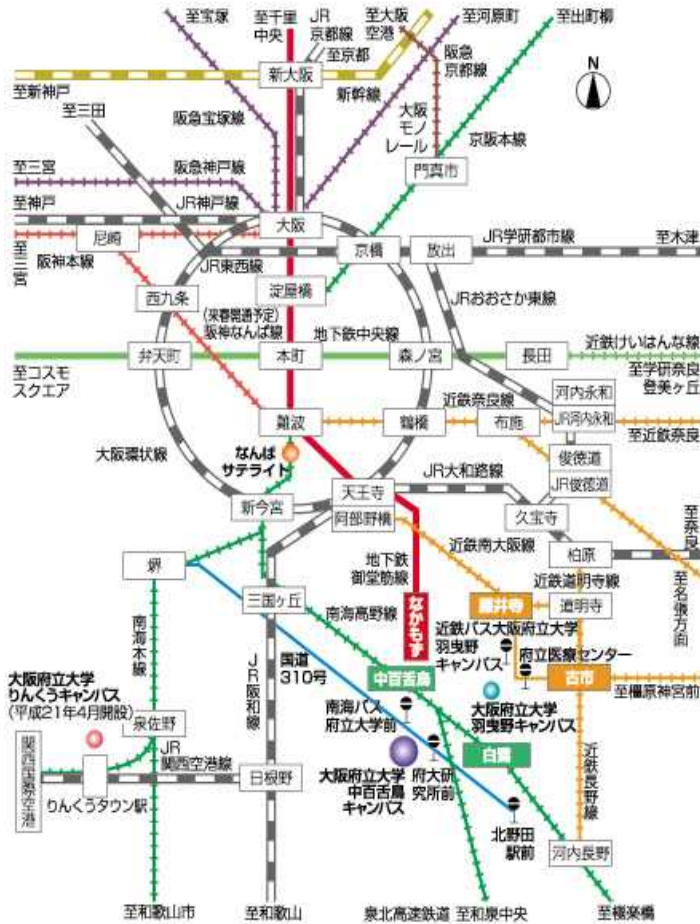 至宝塚
至千里
中央
JR
京都線
至京都
至大阪
空港
至河原町
至出町柳
新大阪
阪急
京都線
至新神戸
新幹線
至三田
阪急宝塚線
大阪
モノ
レール
京阪本線
門真市
N
至三宮
阪急神戸線
至神戸
JR神戸線
大阪
尼崎
京橋
放出
JR学研都市線
至木津
至三宮
阪神本線
JR東西線
淀屋橋
西九条
JRおおさか東線
(来春開通予定)
阪神なんば線
地下鉄中央線
近鉄けいはんな線
弁天町
本町
森ノ宮
長田
至コスモ
スクエア
至学研奈良
登美ヶ丘
河内永和
近鉄奈良線
難波
鶴橋
布施
JR河内永和
至近鉄奈良
なんば
サテライト
大阪環状線
俊徳道
JR俊徳道
JR大和路線
天王寺
新今宮
阿部野橋
久宝寺
至奈良
近鉄南大阪線
柏原
堺
地下鉄
御堂筋線
近鉄道明寺線
至名張方面
三国ヶ丘
なかもず
藤井寺
道明寺
南海高野線
南海本線
近鉄バス大阪府立大学
羽曳野
キャンパス
府立医療センター
大阪府立大学
りんくうキャンパス
(平成21年4月開設)
JR阪和線
国道
310号
中百舌鳥
古市
至橿原神宮前
南海バス
府立大学前
大阪府立大学
羽曳野キャンパス
泉佐野
白鷺
関西国際空港
JR
関西空港線
日根野
大阪府立大学
中百舌鳥
キャンパス
府大研
究所前
近鉄長野線
りんくうタウン駅
北野田
駅前
河内長野
至和歌山市
至和歌山
泉北高速鉄道
至和泉中央
至極楽橋